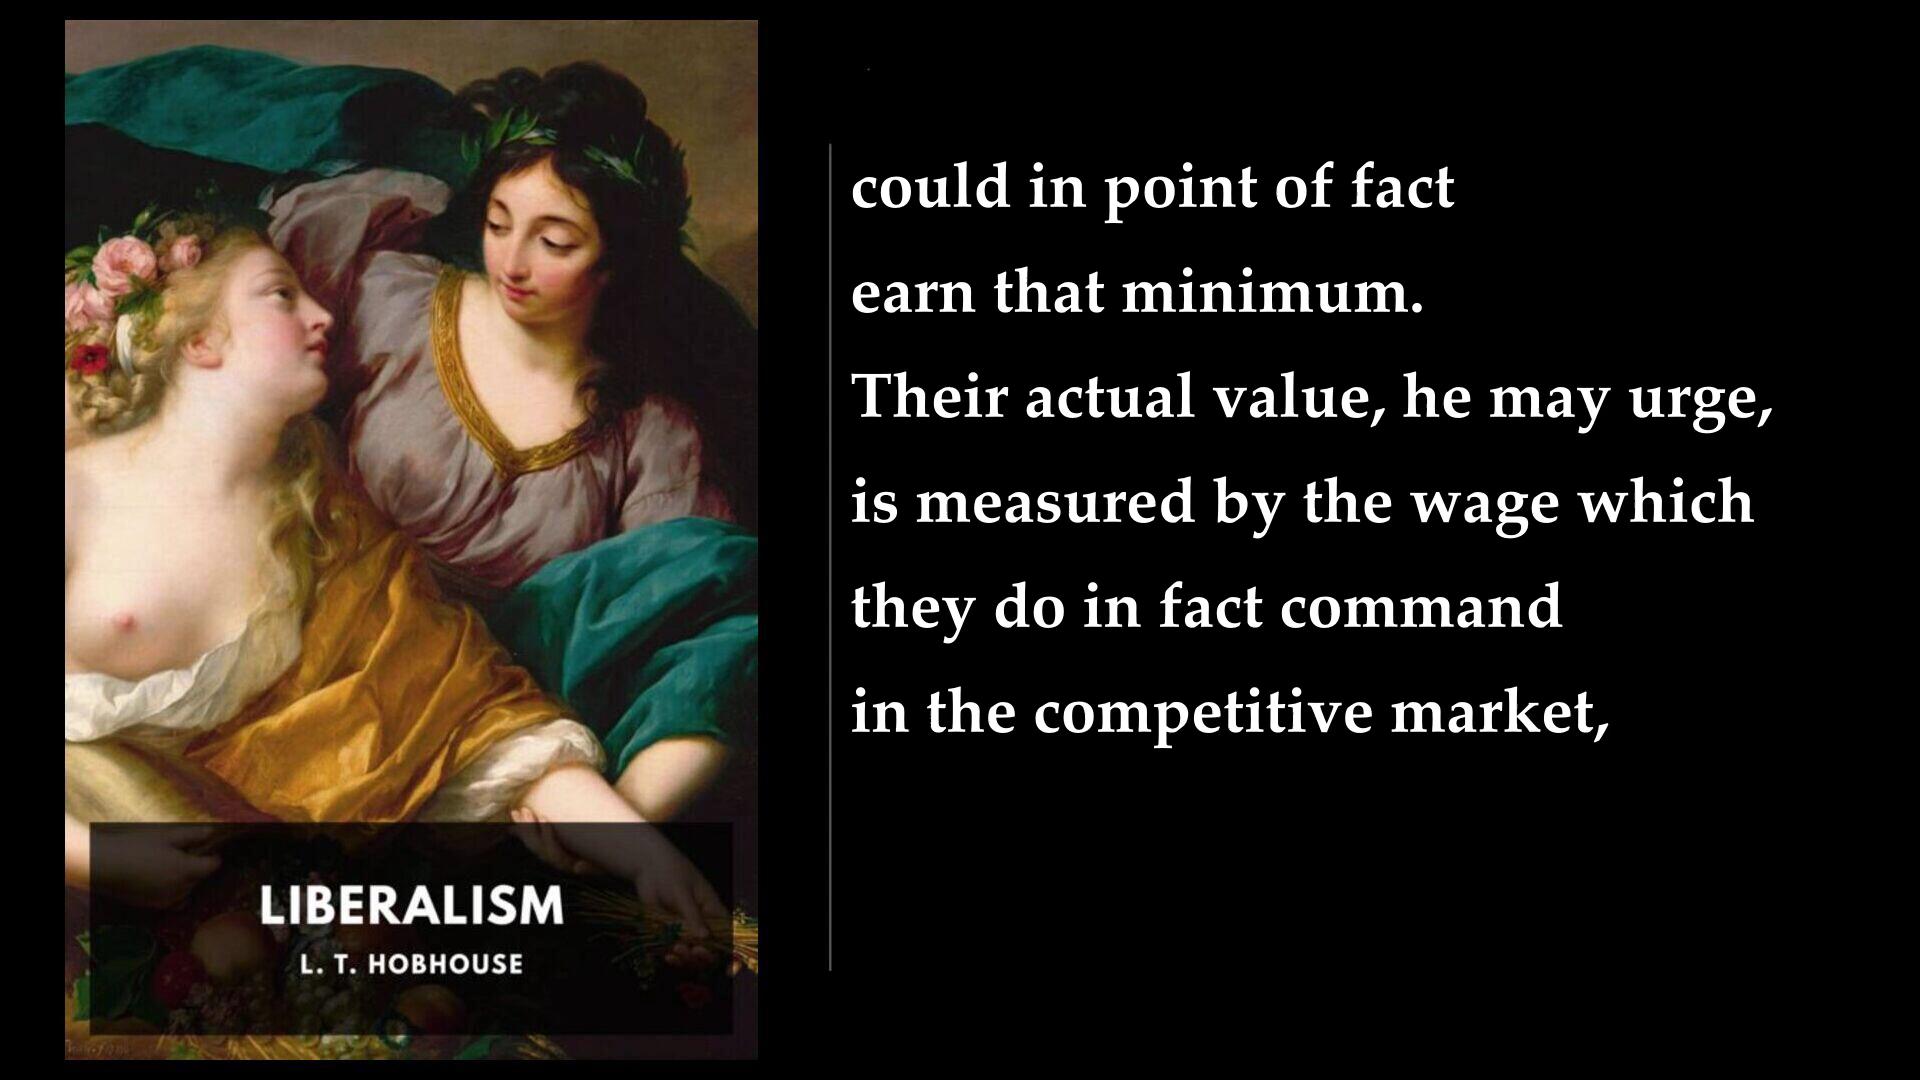 could in point of fact
earn that minimum.
Their actual value, he may urge,
is measured by the wage which
they do in fact command
in the competitive market,
LIBERALISM
L. T. HOBHOUSE